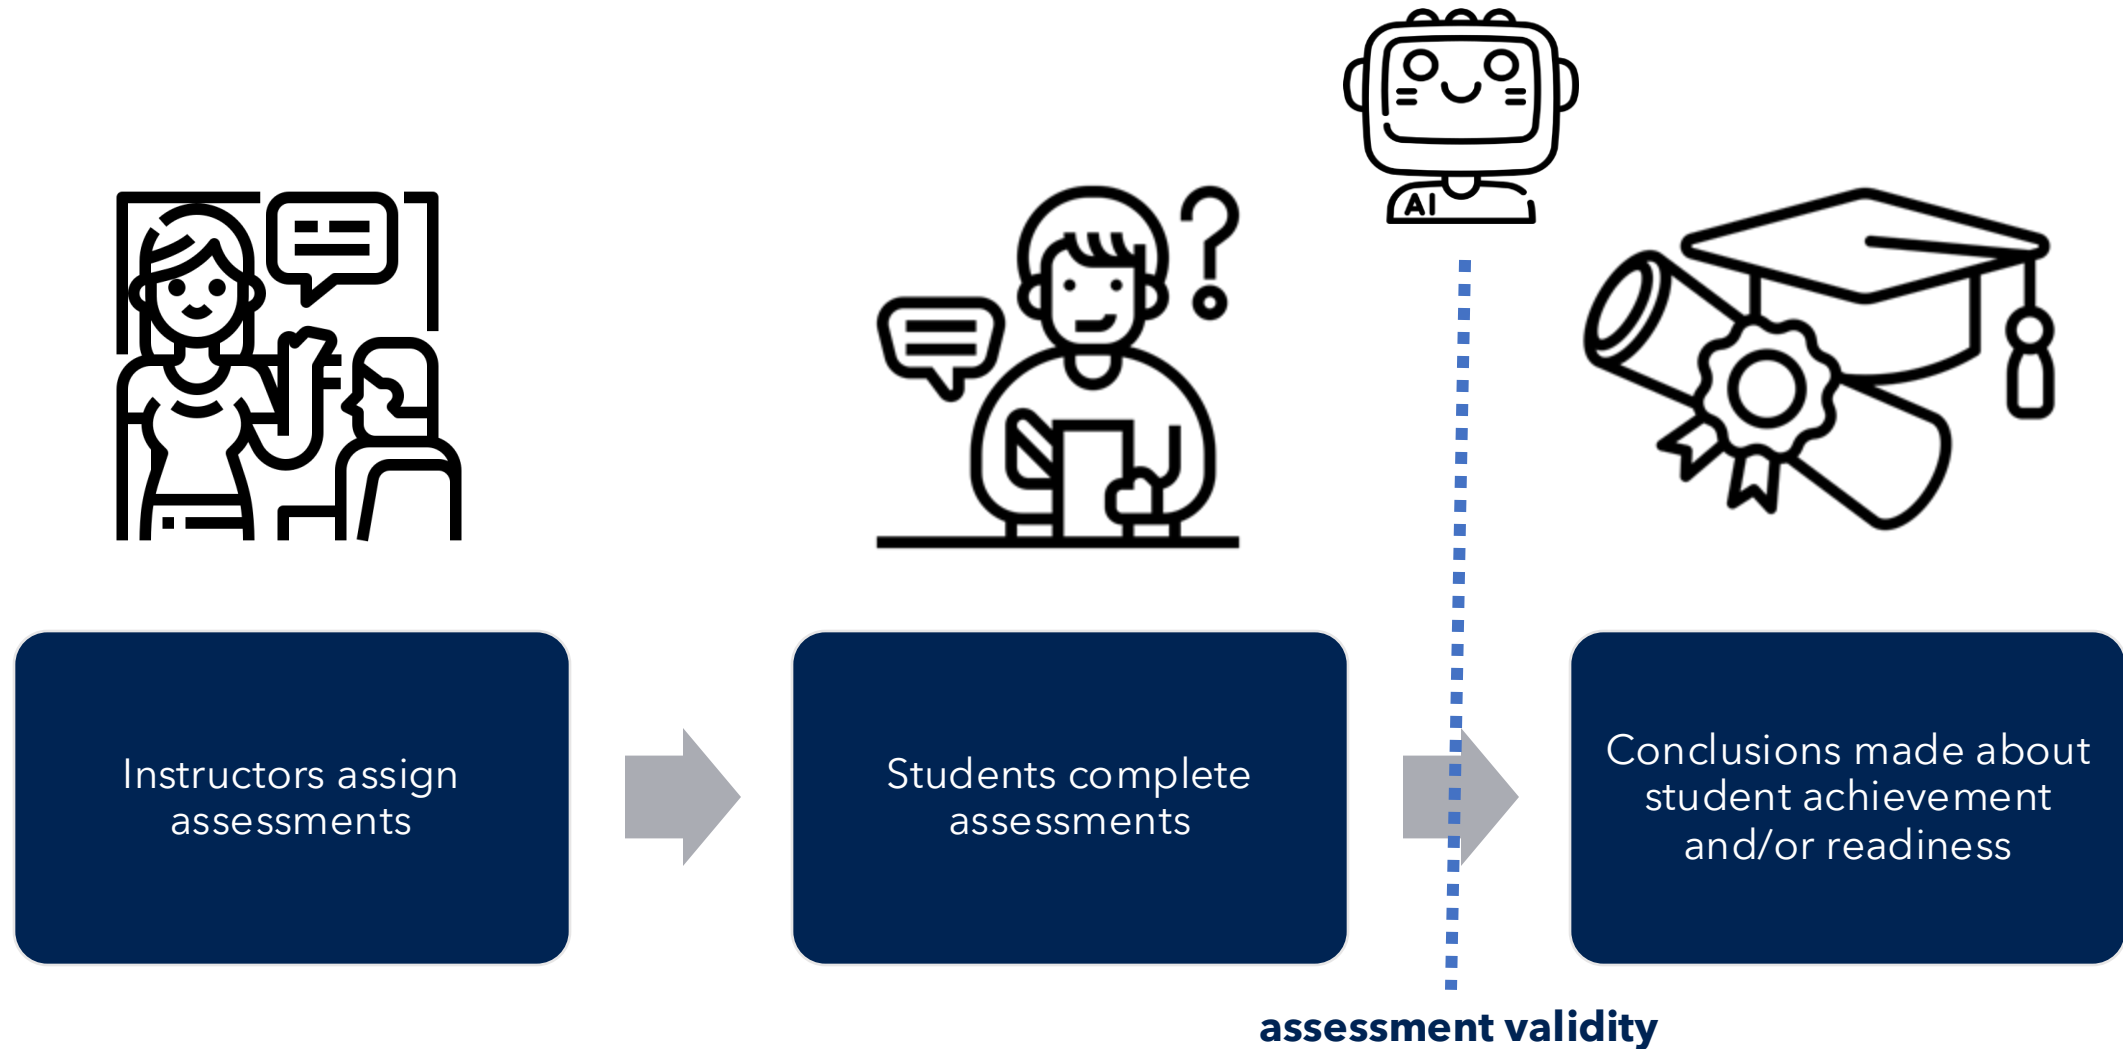 AI
Instructors assign
assessments
Students complete
assessments
Conclusions made about
student achievement
and/or readiness
assessment validity